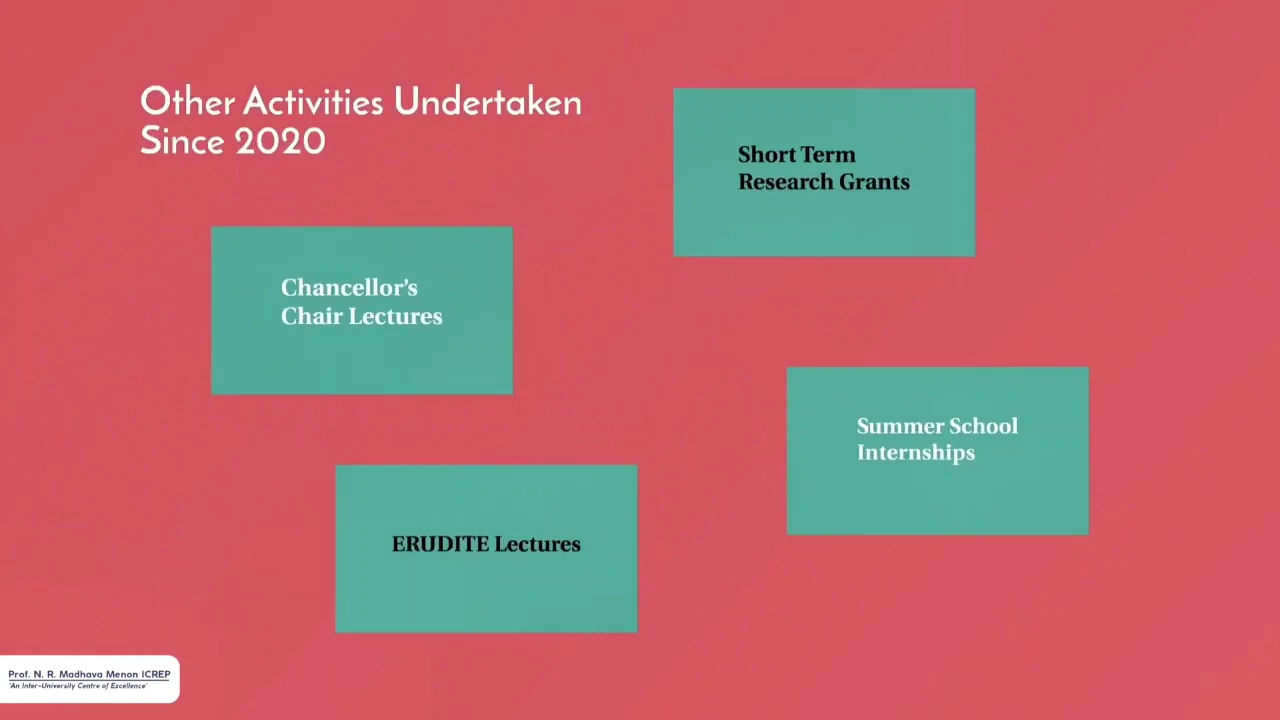 Other Activities Undertaken
Since 2020
Short Term
Research Grants
Chancellor's
Chair Lectures
Summer School
Internships
ERUDITE Lectures
Prof. N. R. Madhava Menon ICREP
'An Inter-University Centre of Excellence'